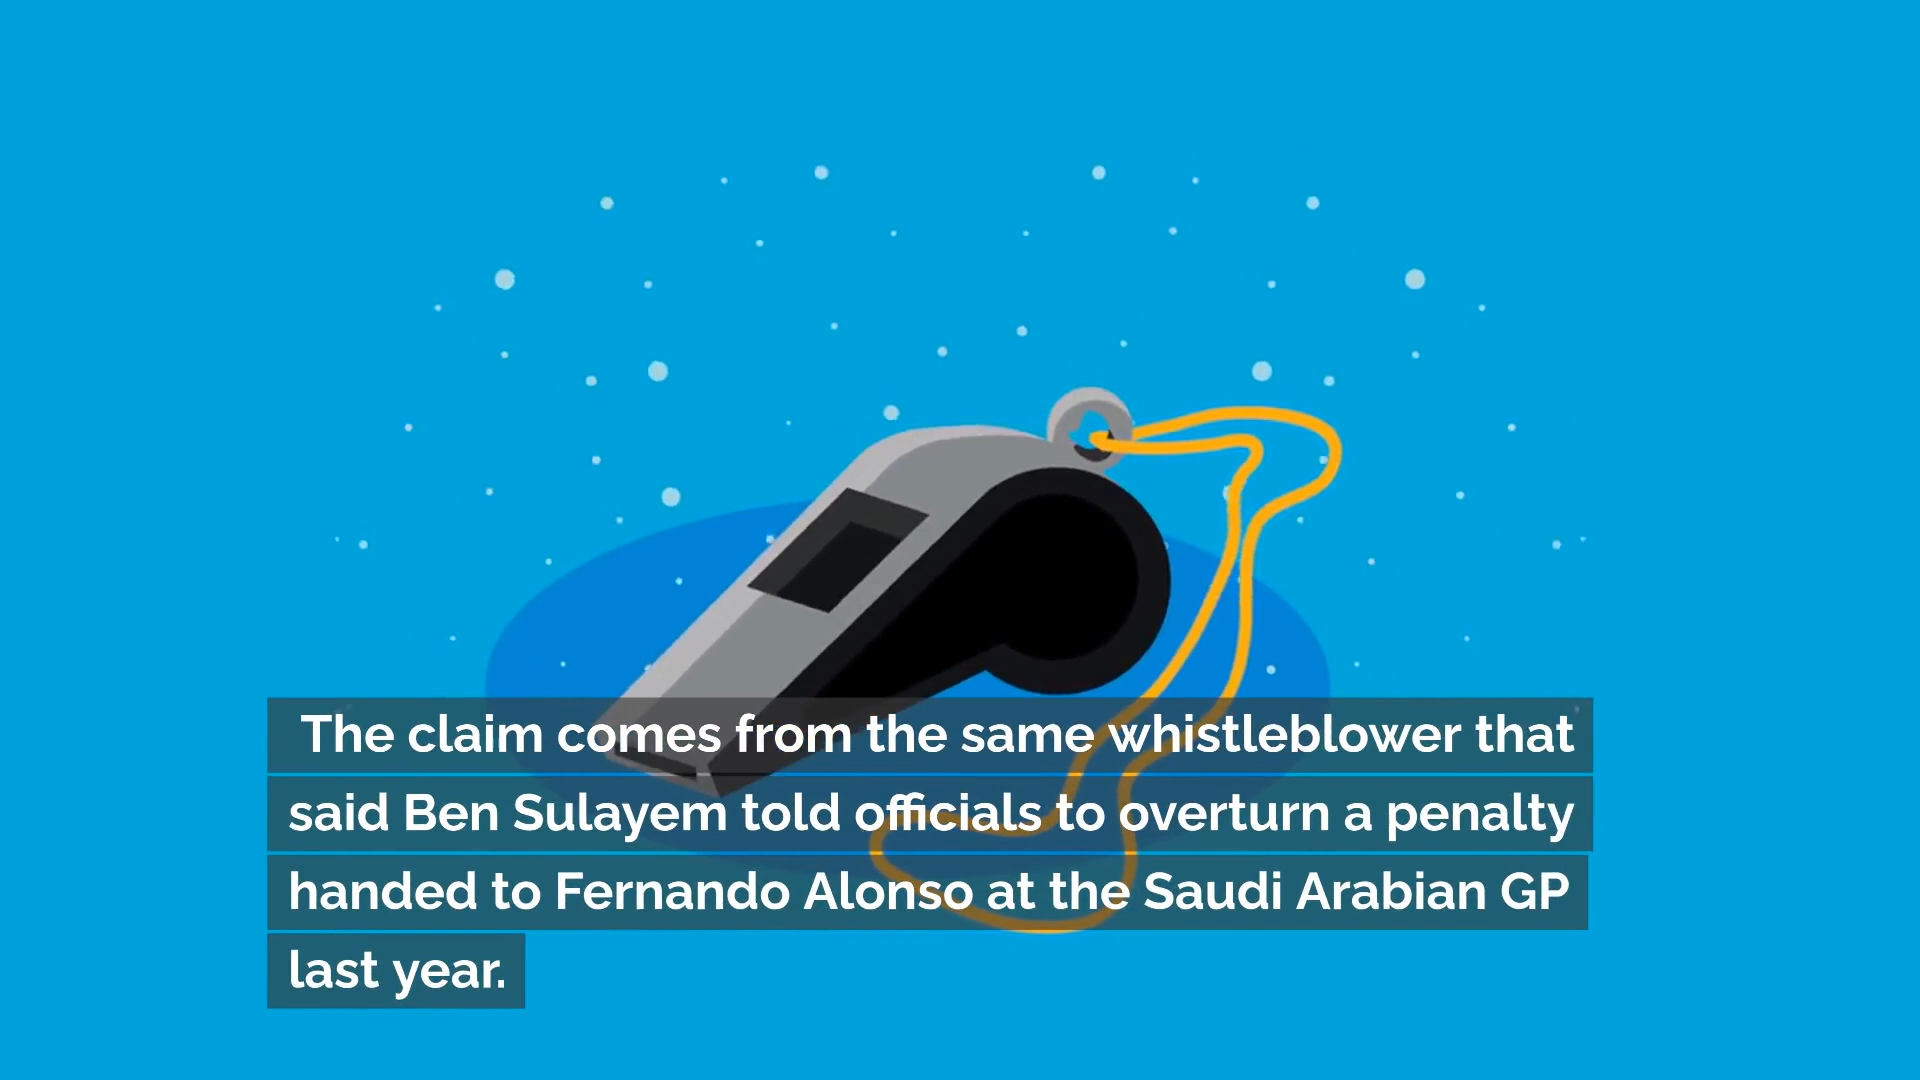 The claim comes from the same whistleblower that
said Ben Sulayem told officials to overturn a penalty
handed to Fernando Alonso at the Saudi Arabian GP
last year.